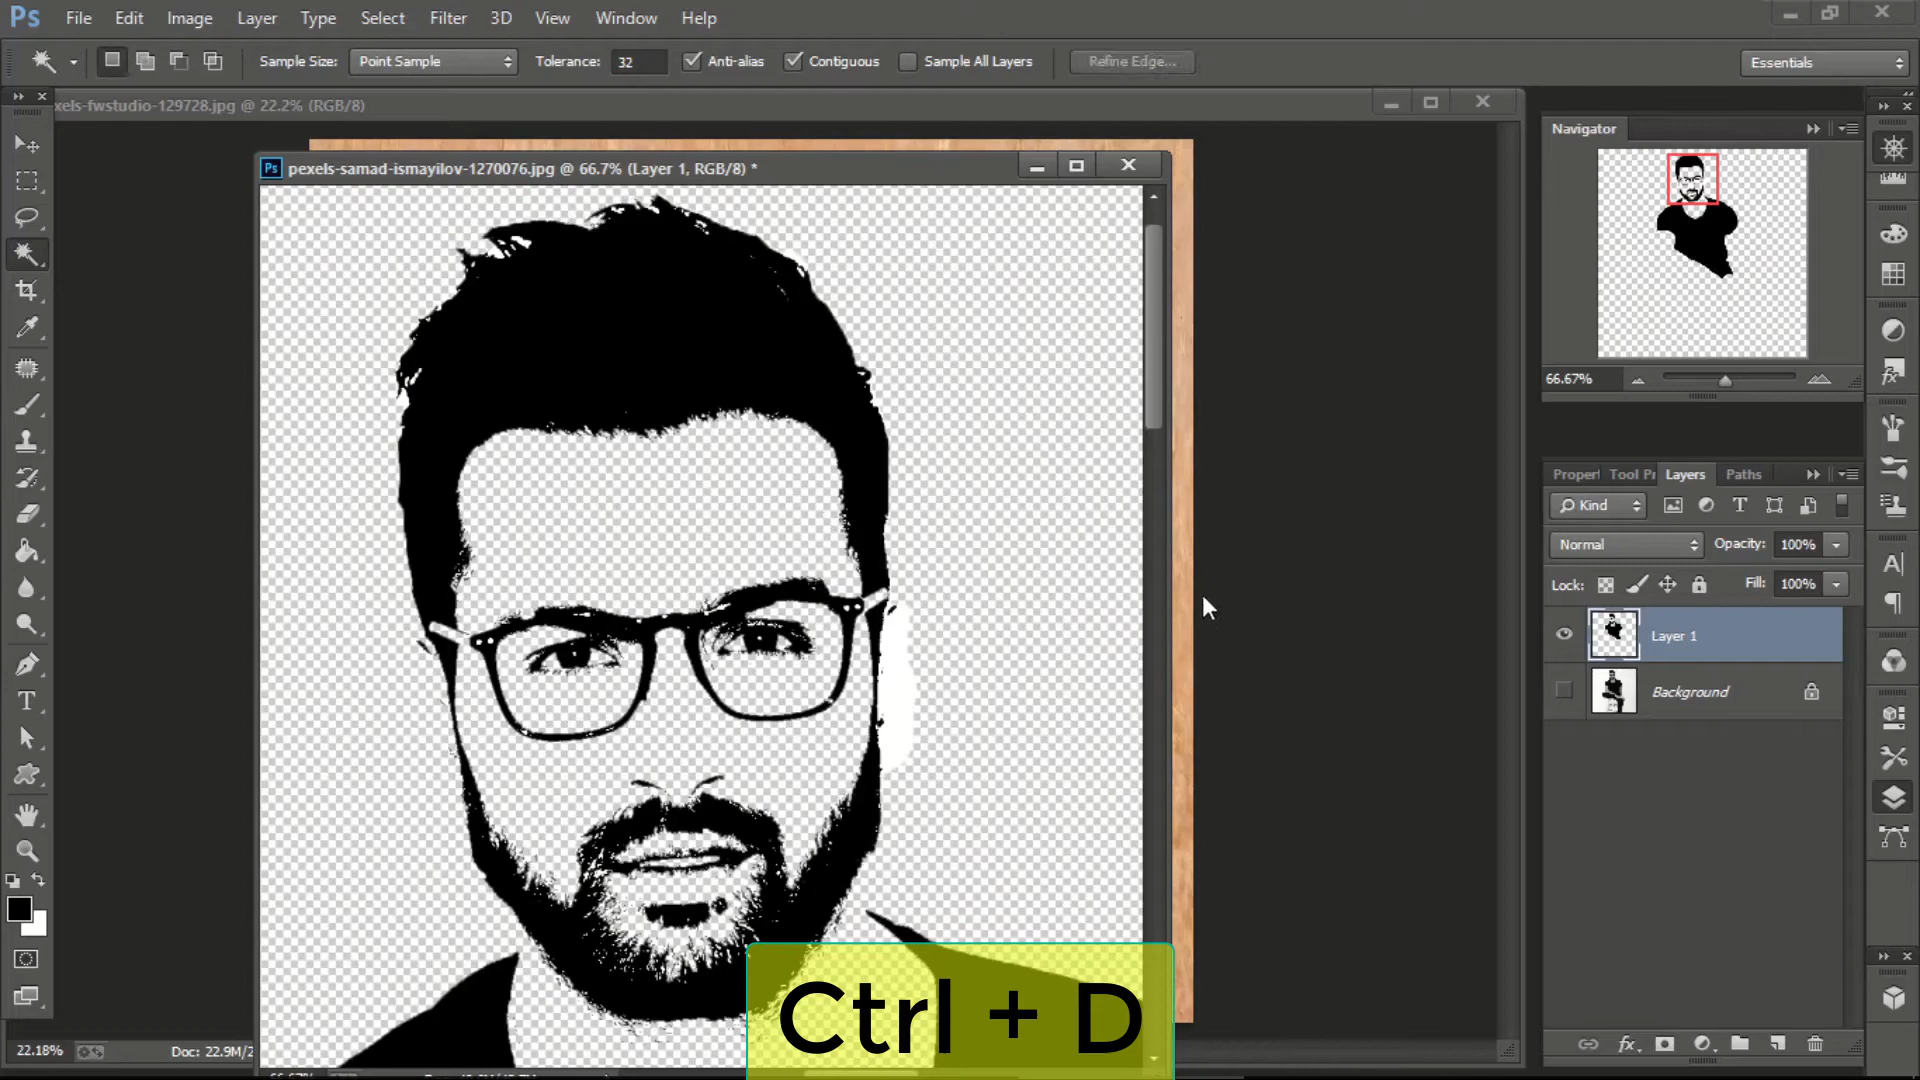 Ps File Edit Image Layer Type Select Filter 3D View Window Help
Sample Size: Point Sample Tolerance: 32 Anti-alias Contiguous Sample All Layers Refine Edge... Essentials
xels-fwstudio-129728.jpg @ 22.2% (RGB/8)
Navigator
Ps pexels-samad-ismayilov-1270076.jpg @ 66.7% (Layer 1, RGB/8) *
66.67%
Propert Tool Pr Layers Paths
Kind
Normal Opacity: 100%
Lock: Fill: 100%
Layer 1
Background
Ctrl + D
22.18% Doc: 22.9M/2